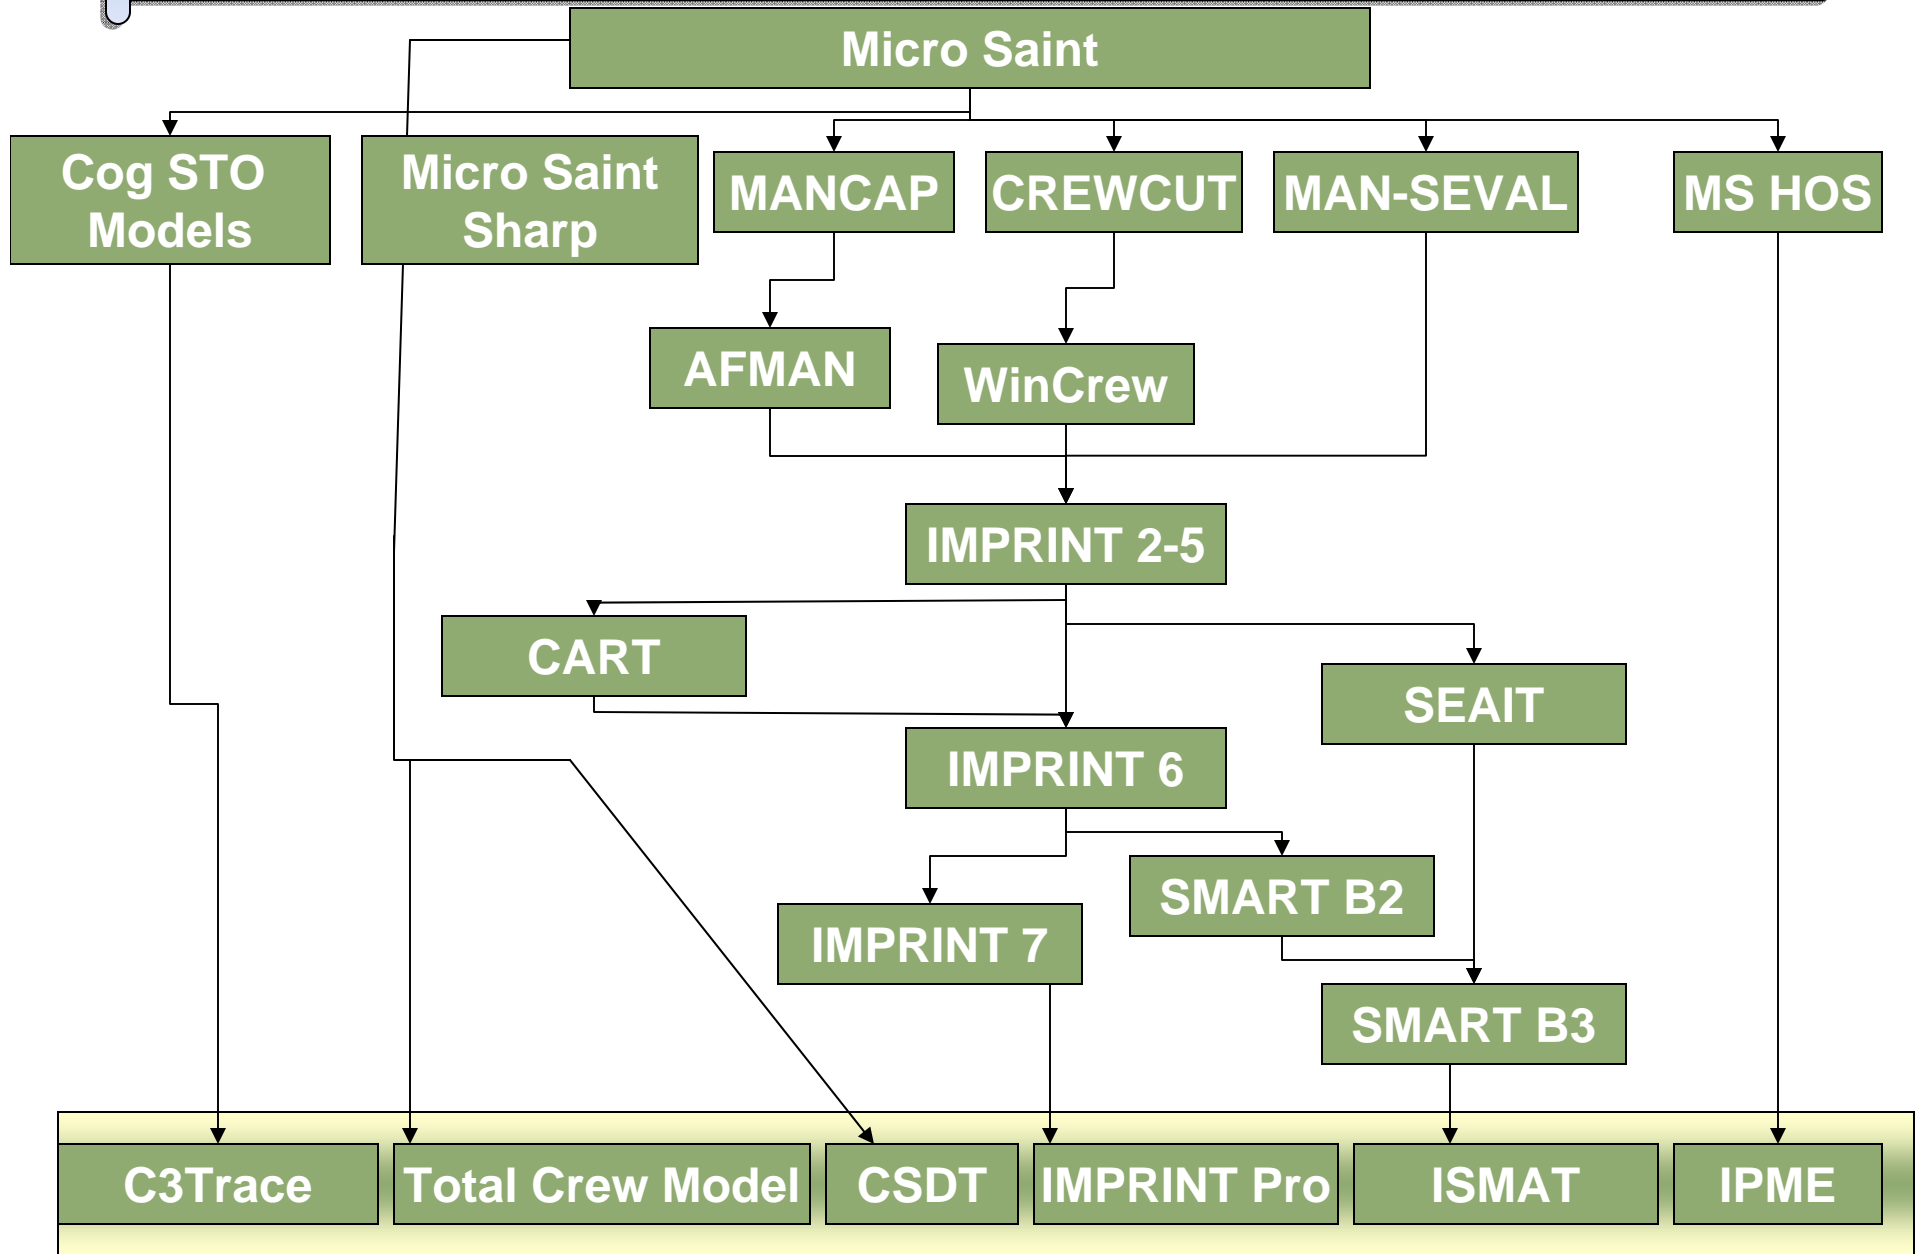 Micro Saint
Cog STO
Models
Micro Saint
Sharp
MANCAP
CREWCUT
MAN-SEVAL
MS HOS
AFMAN
WinCrew
IMPRINT 2-5
CART
SEAIT
IMPRINT 6
SMART B2
IMPRINT 7
SMART B3
C3Trace
Total Crew Model
CSDT
IMPRINT Pro
ISMAT
IPME